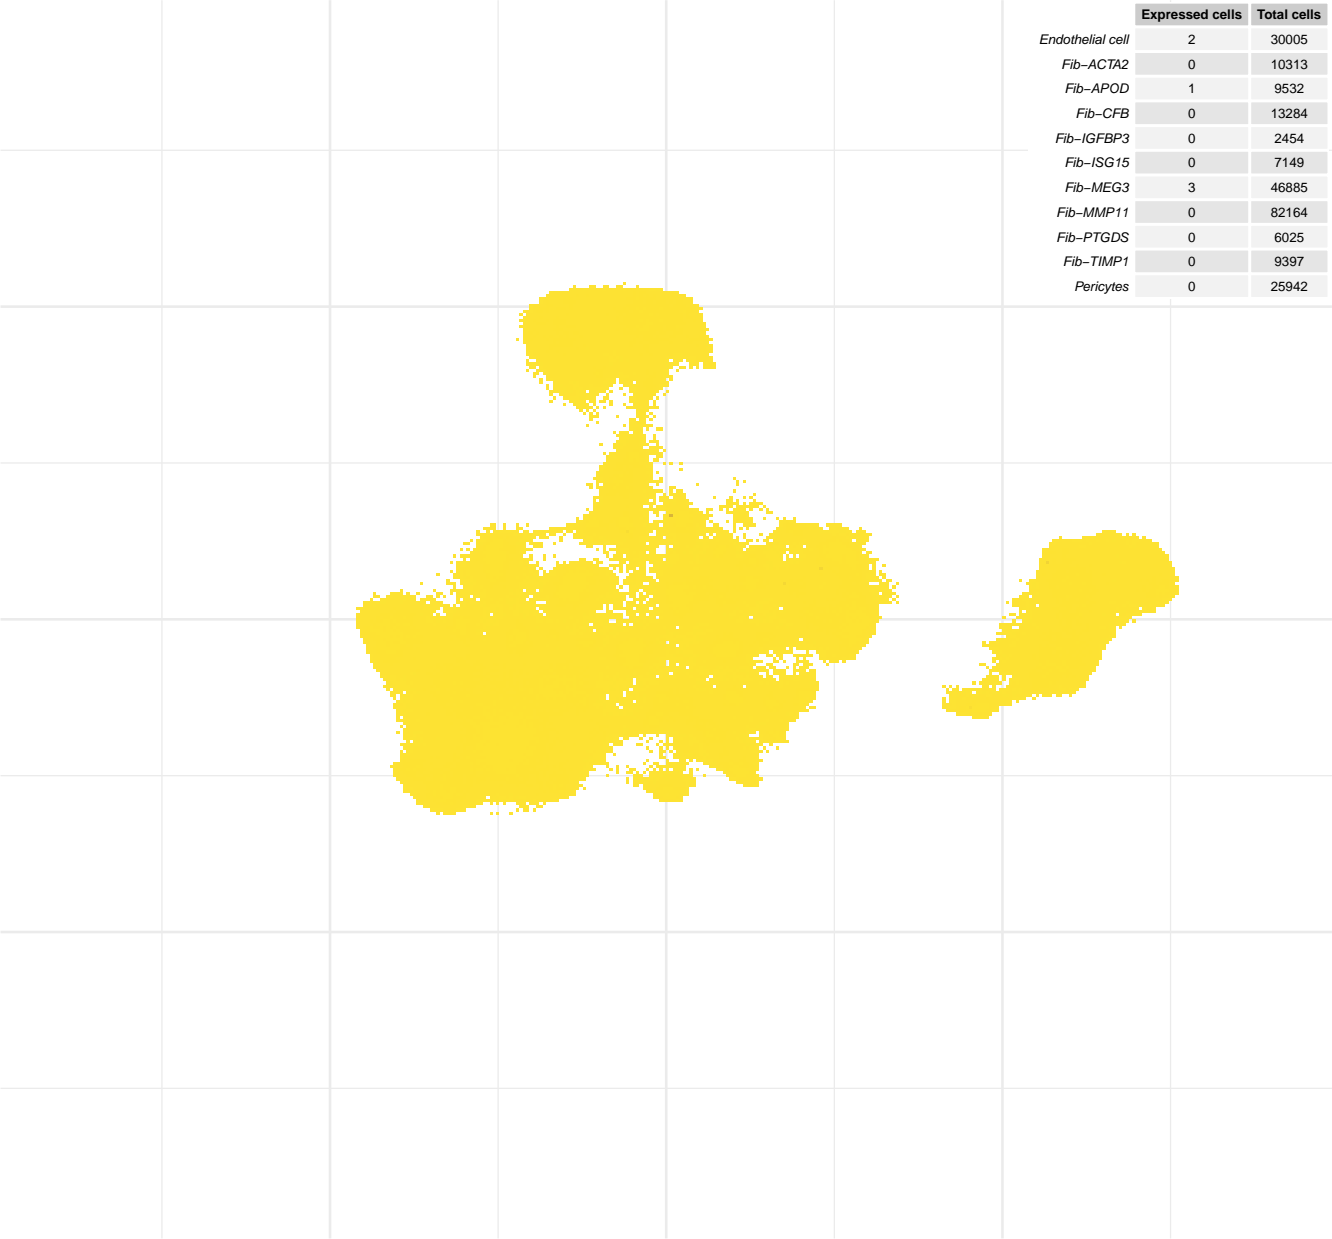 Expressed cells Total cells
Endothelial cell 2 30005
Fib−ACTA2 0 10313
Fib−APOD 1 9532
Fib−CFB 0 13284
Fib−IGFBP3 0 2454
Fib−ISG15 0 7149
Fib−MEG3 3 46885
Fib−MMP11 0 82164
Fib−PTGDS 0 6025
Fib−TIMP1 0 9397
Pericytes 0 25942